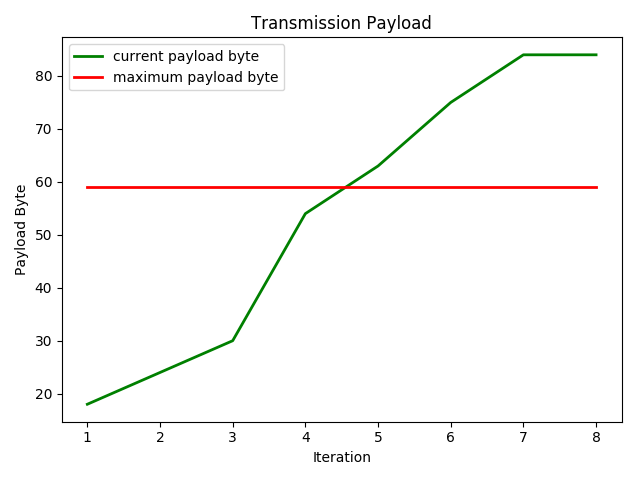 Transmission Payload
current payload byte
maximum payload byte
80
70
60
50
40
30
20
Payload Byte
1 2 3 4 5 6 7 8
Iteration